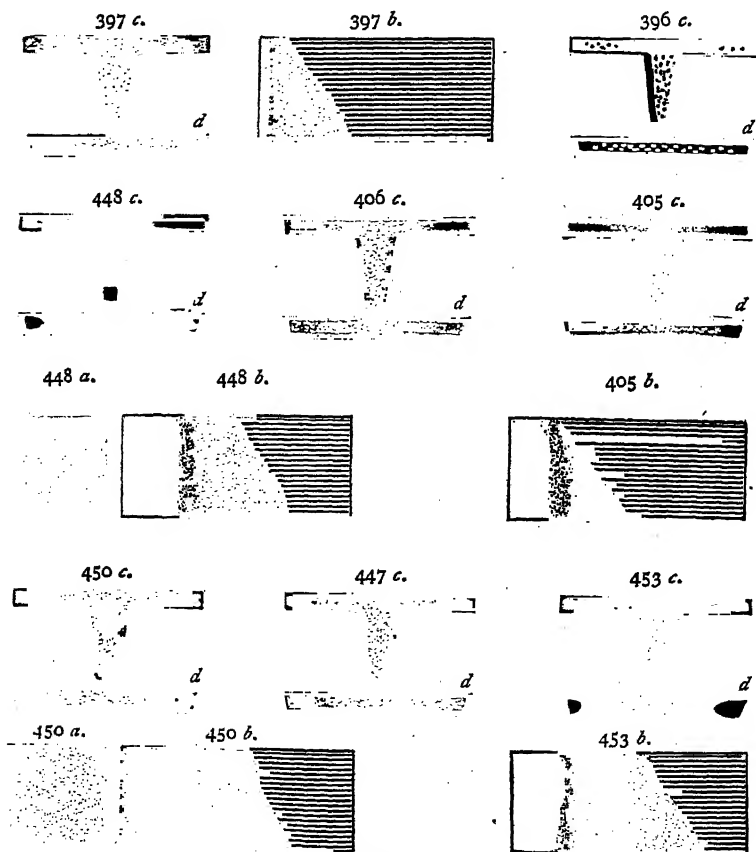 397 c. 397 b. 396 c.
d d
448 c. 406 c. 405 c.
d d d
448 a. 448 b. 405 b.
450 c. 447 c. 453 c.
d d d
450 a. 450 b. 453 b.